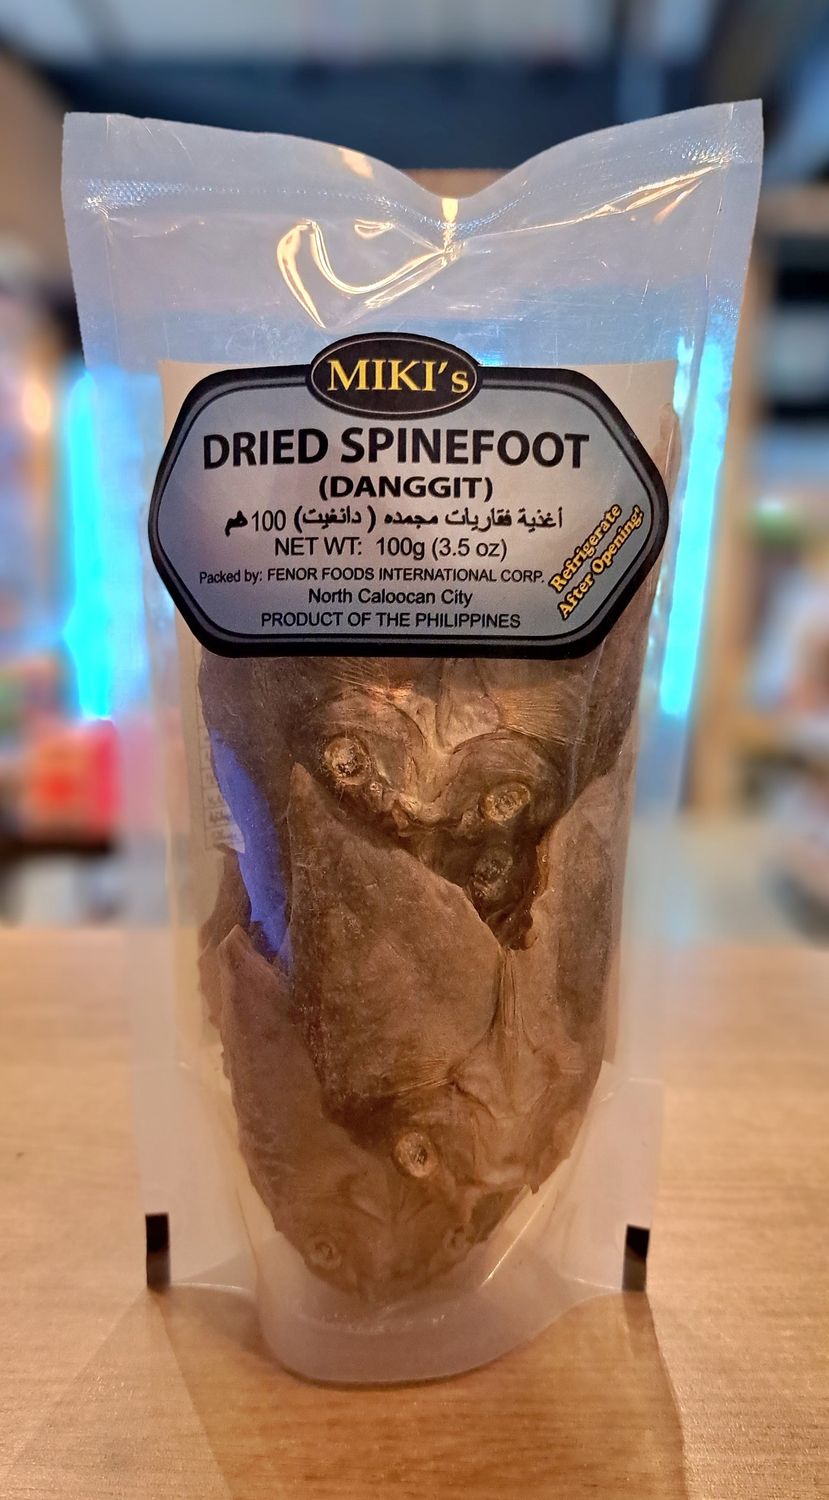 MIKI's
DRIED SPINEFOOT
(DANGGIT)
أغذية فقاريات مجمده ( دانغيت) 100 هم
NET WT: 100g (3.5 oz)
Packed by: FENOR FOODS INTERNATIONAL CORP.
North Caloocan City
PRODUCT OF THE PHILIPPINES
Refrigerate
After Opening!